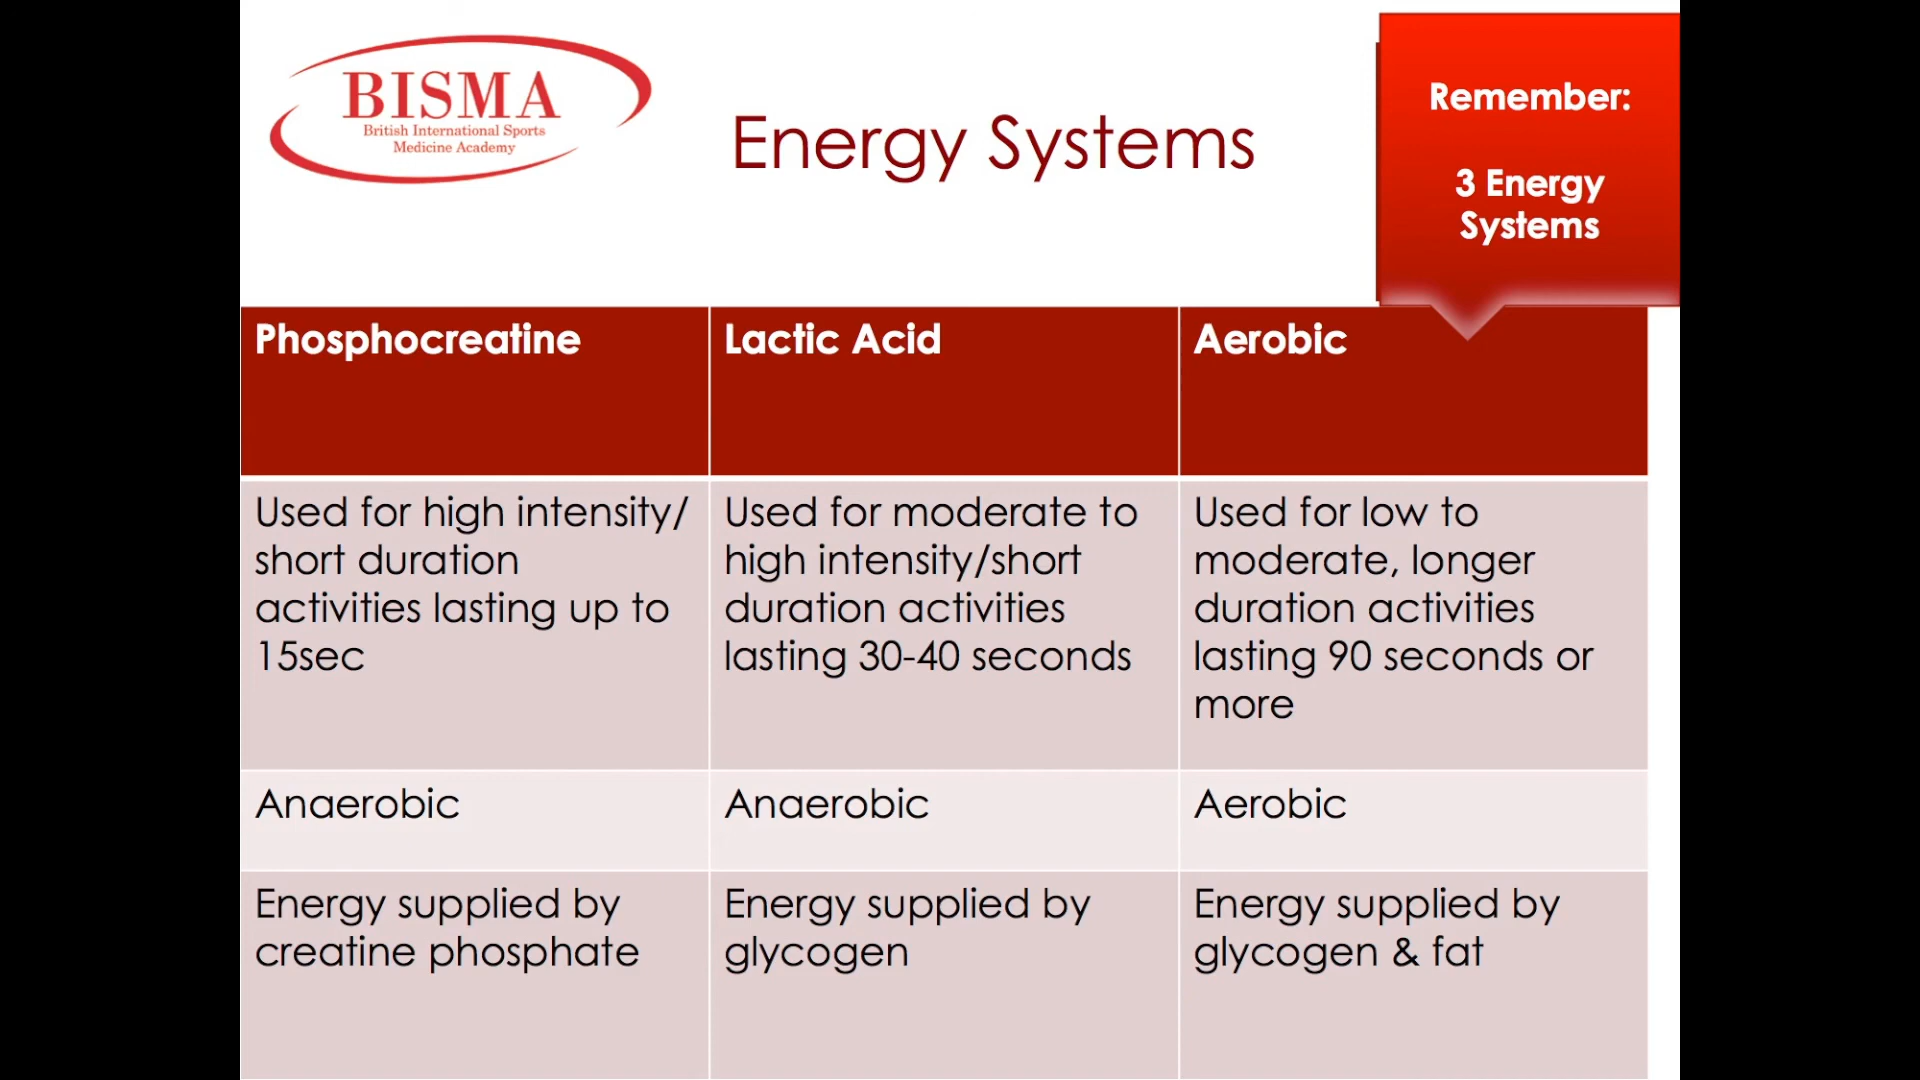 BISMA
British International Sports
Medicine Academy
Energy Systems
Remember:
3 Energy
Systems
Phosphocreatine
Lactic Acid
Aerobic
Used for high intensity/
short duration
activities lasting up to
15sec
Used for moderate to
high intensity/short
duration activities
lasting 30-40 seconds
Used for low to
moderate, longer
duration activities
lasting 90 seconds or
more
Anaerobic
Anaerobic
Aerobic
Energy supplied by
creatine phosphate
Energy supplied by
glycogen
Energy supplied by
glycogen & fat